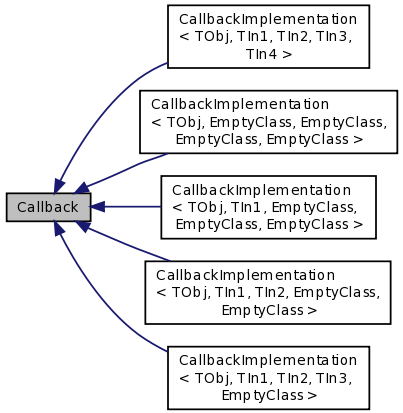 CallbackImplementation
< TObj, TIn1, TIn2, TIn3,
TIn4 >
CallbackImplementation
< TObj, EmptyClass, EmptyClass,
EmptyClass, EmptyClass >
Callback
CallbackImplementation
< TObj, TIn1, EmptyClass,
EmptyClass, EmptyClass >
CallbackImplementation
< TObj, TIn1, TIn2, EmptyClass,
EmptyClass >
CallbackImplementation
< TObj, TIn1, TIn2, TIn3,
EmptyClass >